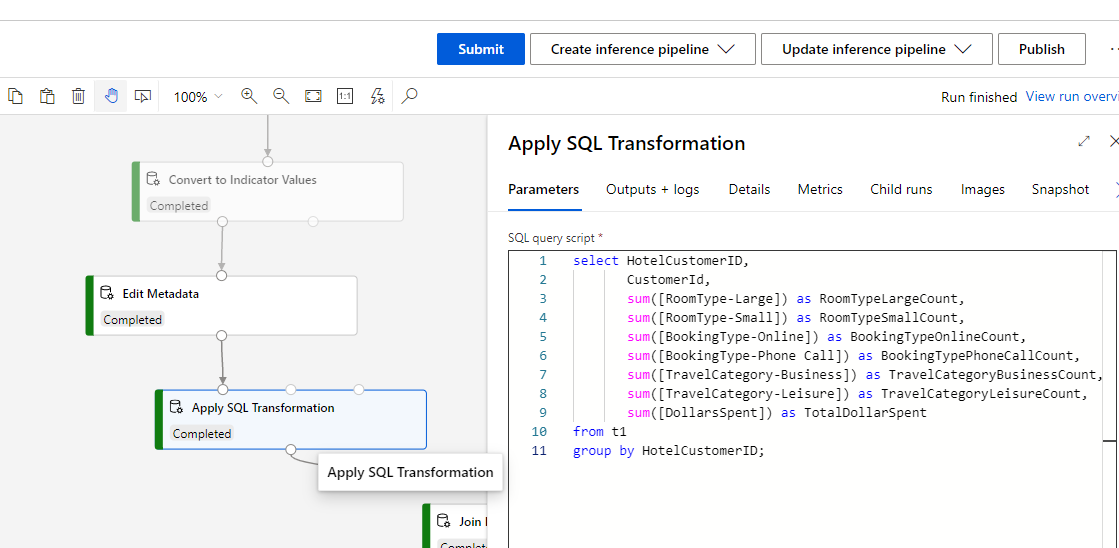 Submit
Create inference pipeline
Update inference pipeline
Publish
100%
1:1
Run finished View run overvi
Convert to Indicator Values
Completed
Edit Metadata
Completed
Apply SQL Transformation
Completed
Apply SQL Transformation
Join
Complet
Apply SQL Transformation
Parameters Outputs + logs Details Metrics Child runs Images Snapshot
SQL query script *
1 select HotelCustomerID,
2 CustomerId,
3 sum([RoomType-Large]) as RoomTypeLargeCount,
4 sum([RoomType-Small]) as RoomTypeSmallCount,
5 sum([BookingType-Online]) as BookingTypeOnlineCount,
6 sum([BookingType-Phone Call]) as BookingTypePhoneCallCount,
7 sum([TravelCategory-Business]) as TravelCategoryBusinessCount,
8 sum([TravelCategory-Leisure]) as TravelCategoryLeisureCount,
9 sum([DollarsSpent]) as TotalDollarSpent
10 from t1
11 group by HotelCustomerID;